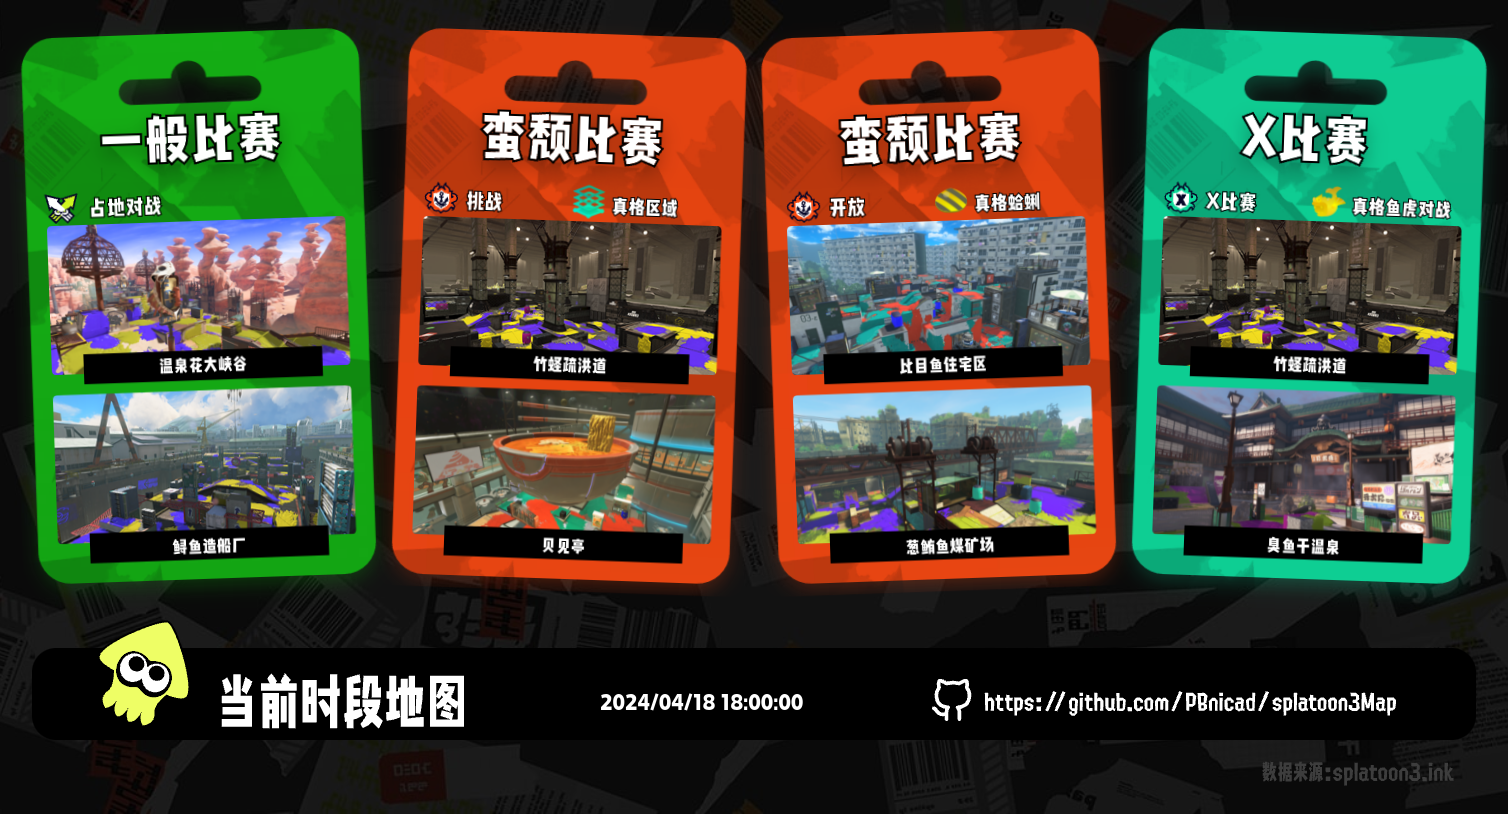 一般比赛
占地对战
温泉花大峡谷
鲟鱼造船厂
蛮颓比赛
挑战
真格区域
竹蛏疏洪道
贝见亭
蛮颓比赛
开放
真格蛤蜊
比目鱼住宅区
葱鲔鱼煤矿场
X比赛
X比赛
真格鱼虎对战
竹蛏疏洪道
臭鱼干温泉
当前时段地图
2024/04/18 18:00:00
https://github.com/PBnicad/splatoon3Map
数据来源:splatoon3.ink